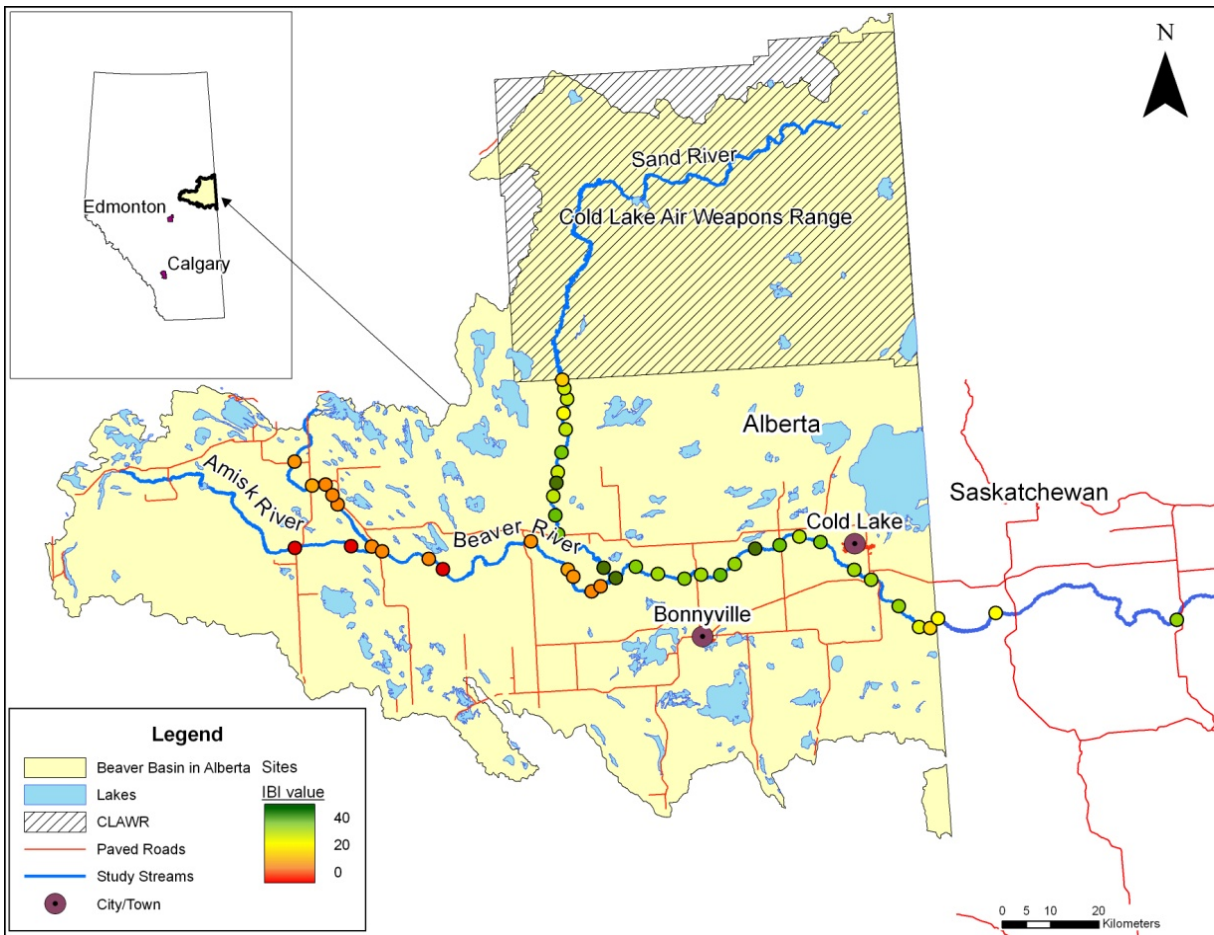 N
Edmonton
Calgary
Sand River
Cold Lake Air Weapons Range
Alberta
Amisk River
Beaver River
Saskatchewan
Cold Lake
Bonnyville
Legend
Beaver Basin in Alberta
Lakes
CLAWR
Paved Roads
Study Streams
City/Town
Sites
IBI value
40
20
0
0 5 10 20
Kilometers